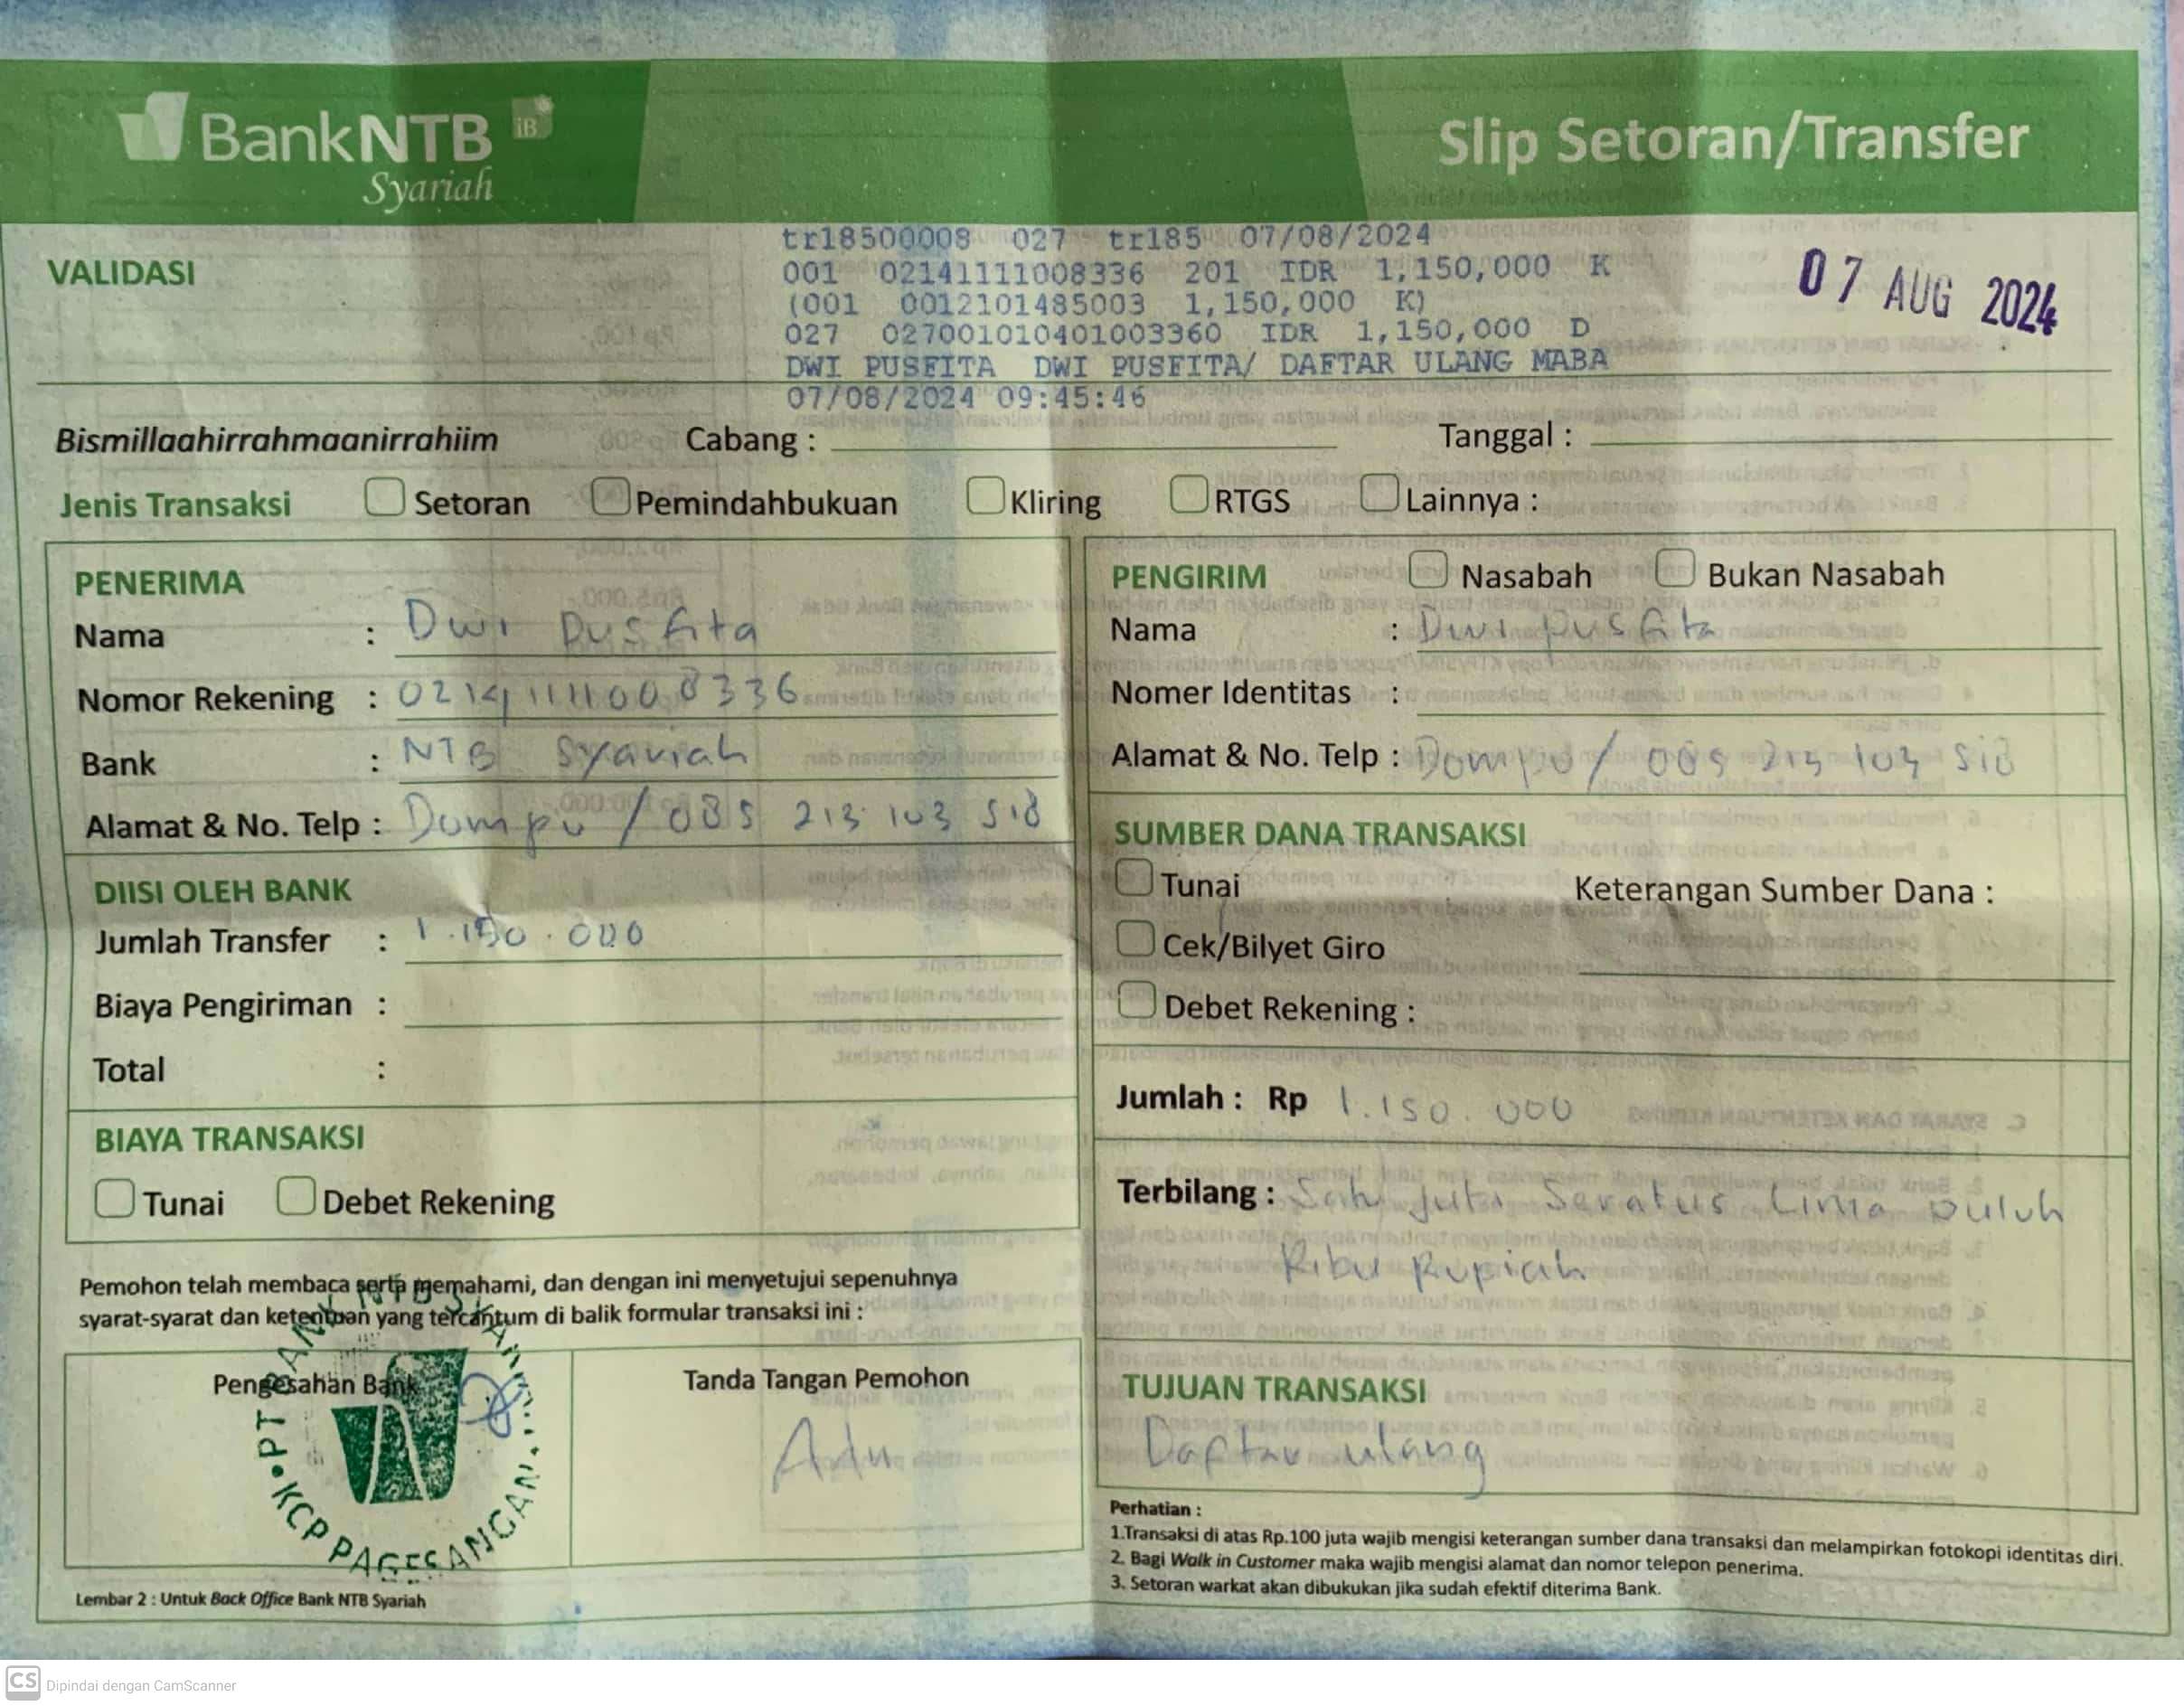 BankNTB iB
Syariah
Slip Setoran/Transfer
VALIDASI
tr18500008 027 tr185 07/08/2024
001 02141111008336 201 IDR 1,150,000 K
(001 0012101485003 1,150,000 K)
027 027001010401003360 IDR 1,150,000 D
DWI PUSFITA DWI PUSFITA/ DAFTAR ULANG MABA
07/08/2024 09:45:46
07 AUG 2024
Bismillaahirrahmaanirrahiim Cabang : Tanggal :
Jenis Transaksi Setoran Pemindahbukuan Kliring RTGS Lainnya :
PENERIMA
Nama : Dwi Pusfita
Nomor Rekening : 02141111008336
Bank : NTB Syariah
Alamat & No. Telp : Dompu / 085 213 103 518
DIISI OLEH BANK
Jumlah Transfer : 1.150.000
Biaya Pengiriman :
Total :
BIAYA TRANSAKSI
Tunai Debet Rekening
Pemohon telah membaca serta memahami, dan dengan ini menyetujui sepenuhnya
syarat-syarat dan ketentuan yang tercantum di balik formular transaksi ini :
Pengesahan Bank
PT
KCP PAGESANGAN
Tanda Tangan Pemohon
Lembar 2 : Untuk Back Office Bank NTB Syariah
PENGIRIM Nasabah Bukan Nasabah
Nama : Dwi Pusfita
Nomer Identitas :
Alamat & No. Telp : Dompu / 085 213 103 518
SUMBER DANA TRANSAKSI
Tunai Keterangan Sumber Dana :
Cek/Bilyet Giro
Debet Rekening :
Jumlah : Rp 1.150.000
Terbilang : Satu Juta Seratus Lima Puluh
Ribu Rupiah
TUJUAN TRANSAKSI
Daftar ulang
Perhatian :
1.Transaksi di atas Rp.100 juta wajib mengisi keterangan sumber dana transaksi dan melampirkan fotokopi identitas diri.
2. Bagi Walk in Customer maka wajib mengisi alamat dan nomor telepon penerima.
3. Setoran warkat akan dibukukan jika sudah efektif diterima Bank.
CS Dipindai dengan CamScanner